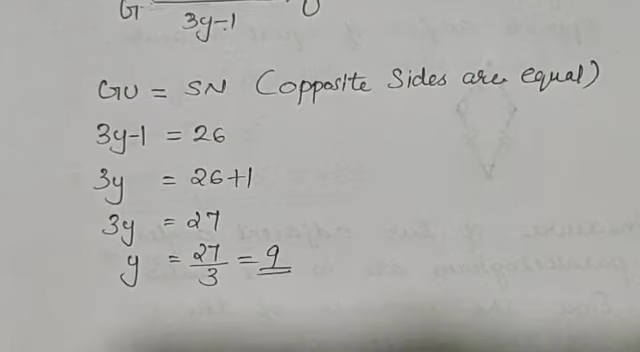 G U
3y-1
GU = SN (opposite sides are equal)
3y-1 = 26
3y = 26+1
3y = 27
y = 27/3 = 9